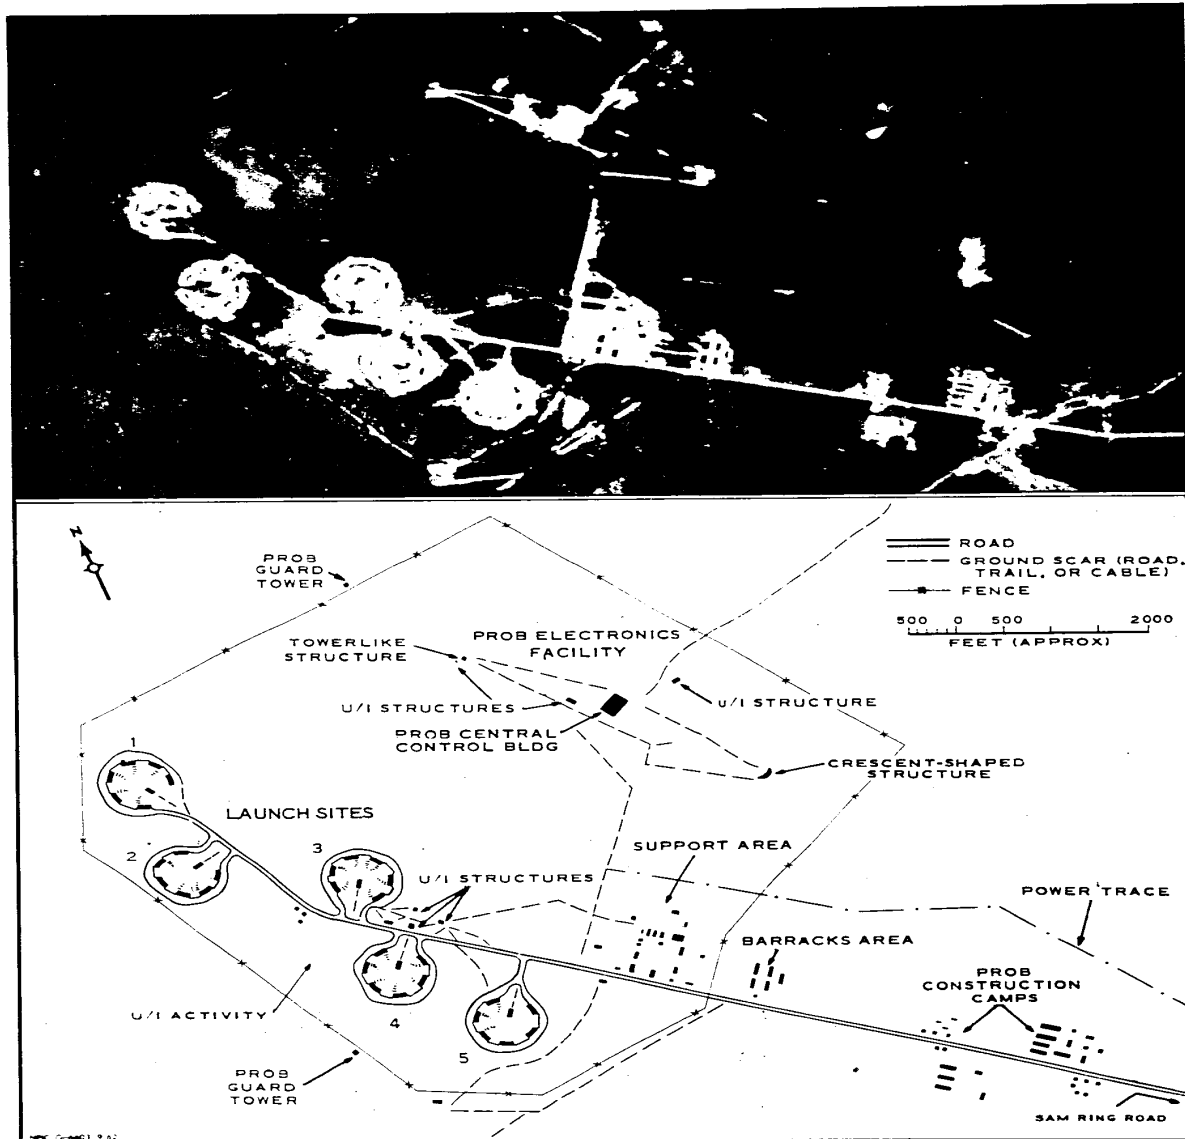 N
PROB
GUARD
TOWER
ROAD
GROUND SCAR (ROAD,
TRAIL, OR CABLE)
FENCE
500 0 500 2000
FEET (APPROX)
TOWERLIKE
STRUCTURE
PROB ELECTRONICS
FACILITY
U/I STRUCTURES
U/I STRUCTURE
PROB CENTRAL
CONTROL BLDG
CRESCENT-SHAPED
STRUCTURE
1
LAUNCH SITES
2
3
U/I STRUCTURES
SUPPORT AREA
POWER TRACE
BARRACKS AREA
PROB
CONSTRUCTION
CAMPS
U/I ACTIVITY
4
5
PROB
GUARD
TOWER
SAM RING ROAD